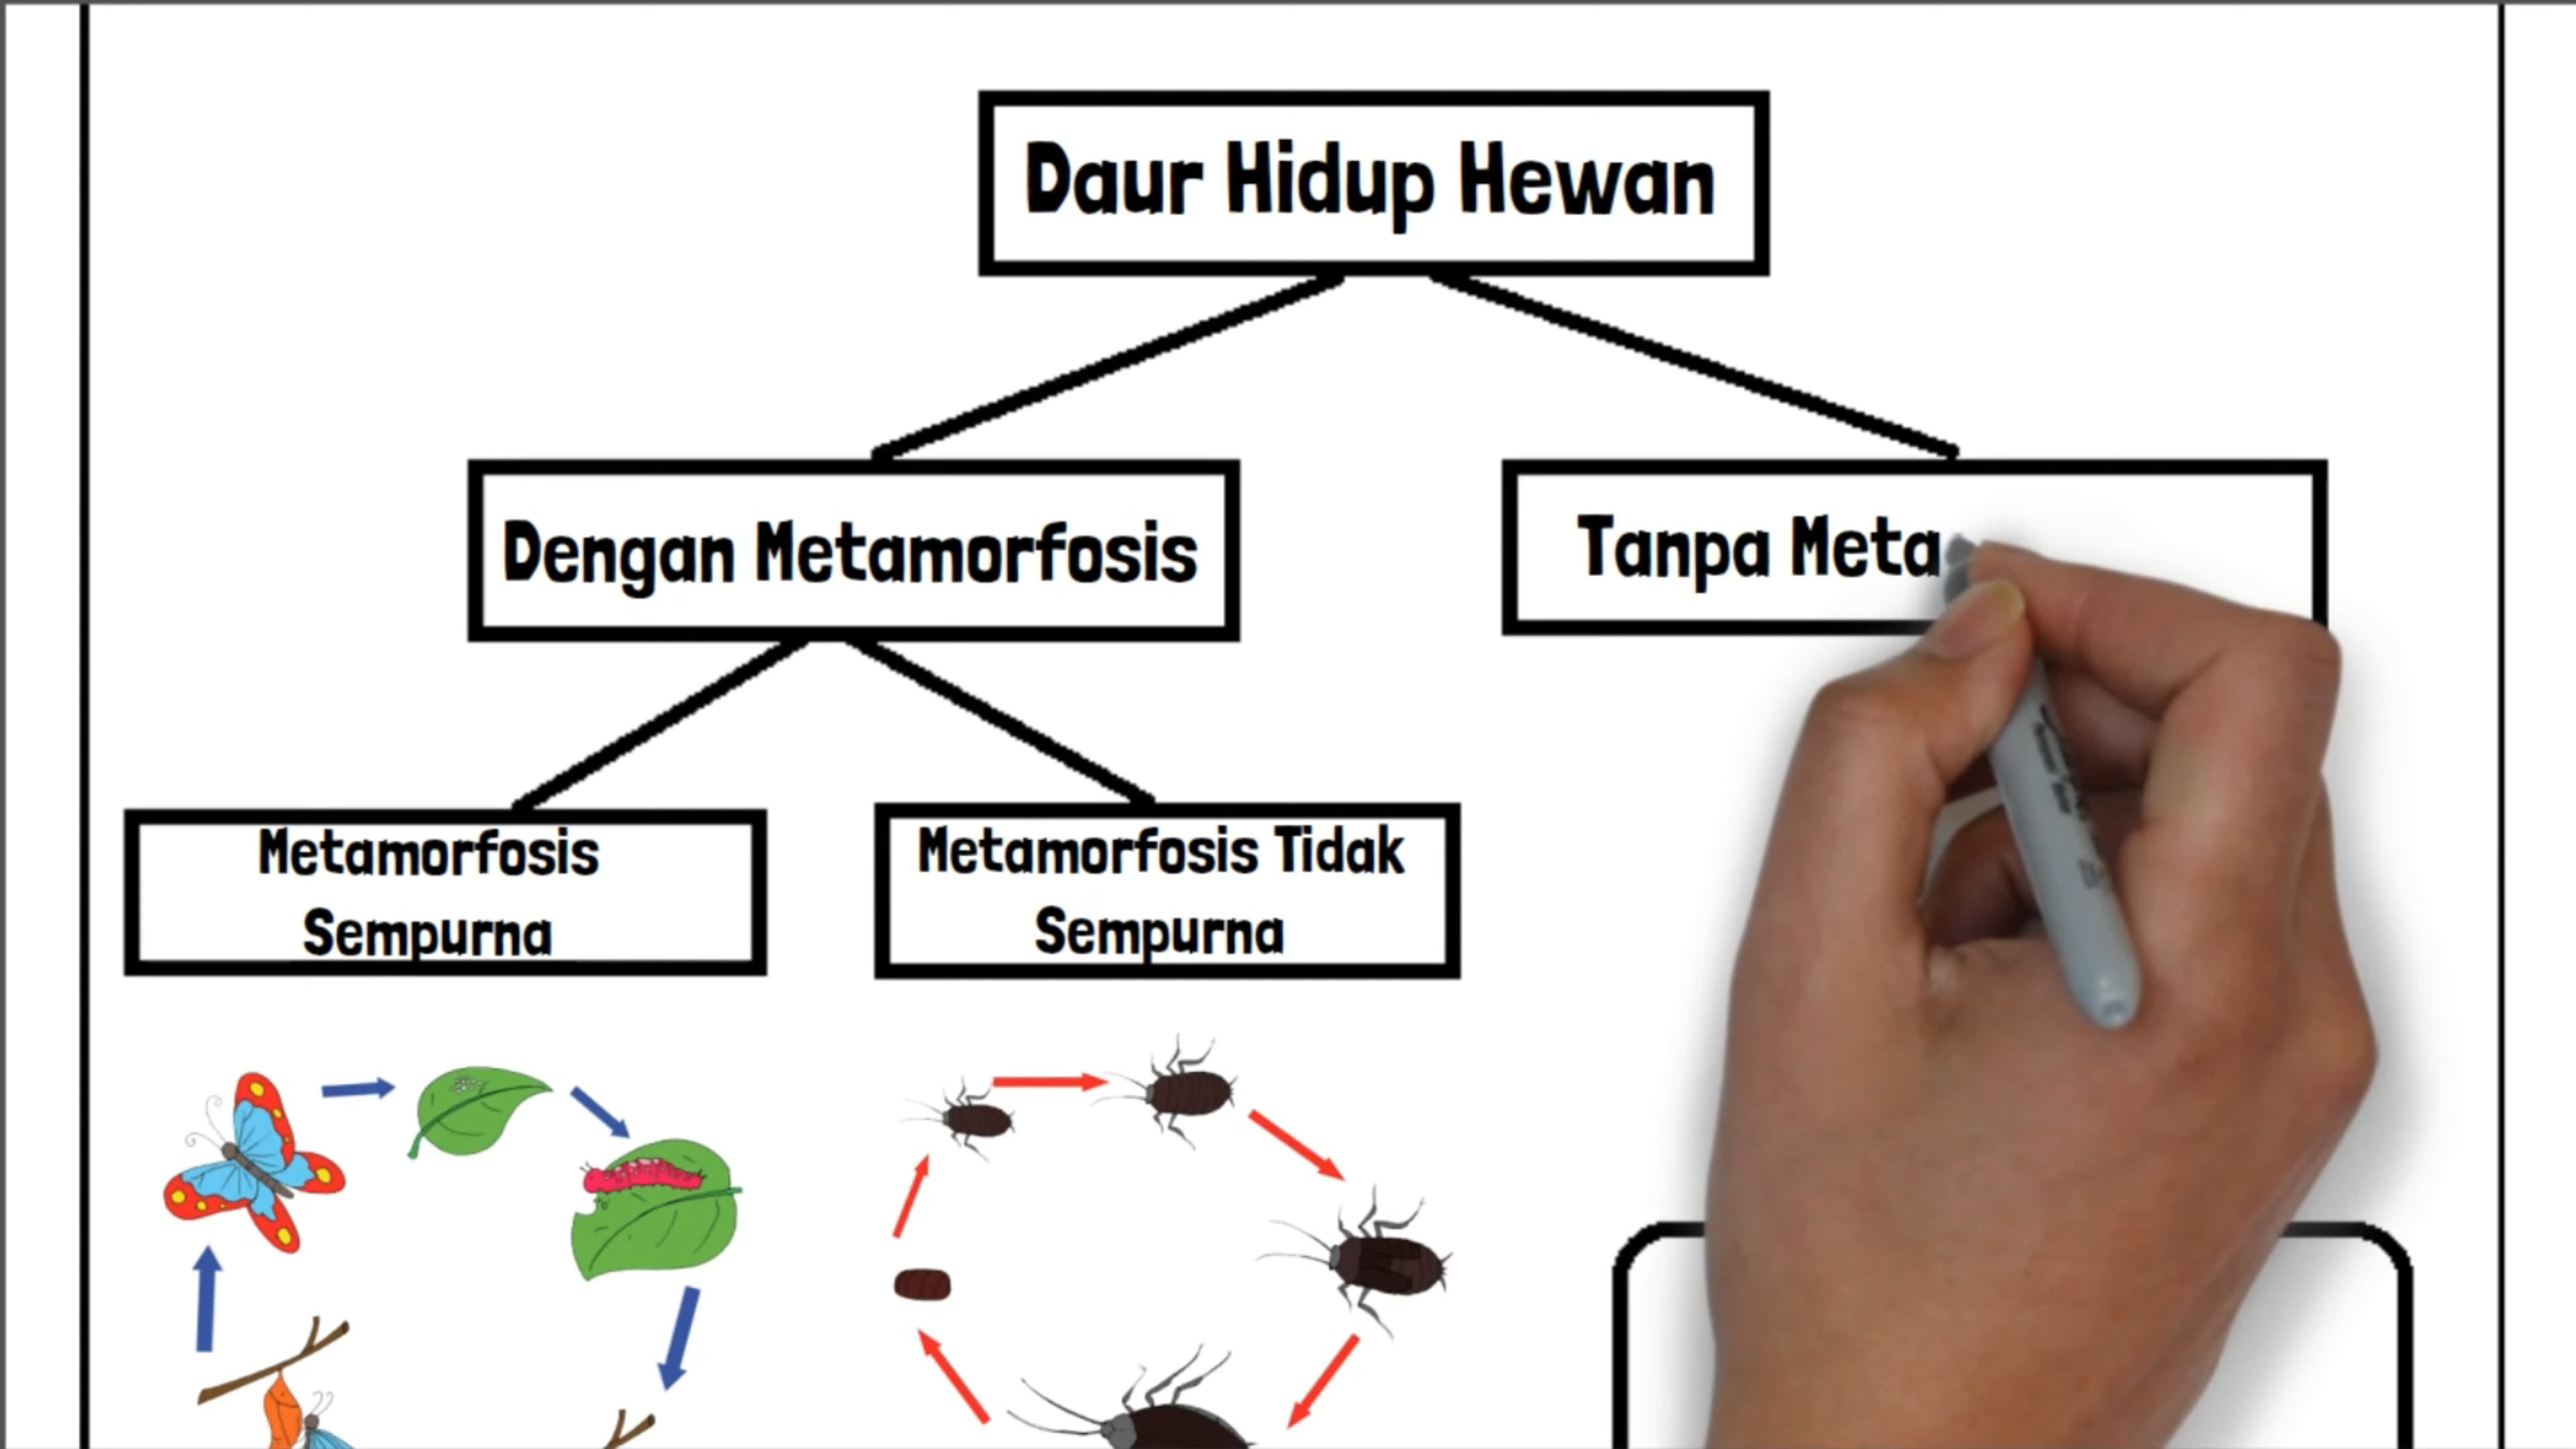 Daur Hidup Hewan
Dengan Metamorfosis
Tanpa Meta
Metamorfosis
Sempurna
Metamorfosis Tidak
Sempurna